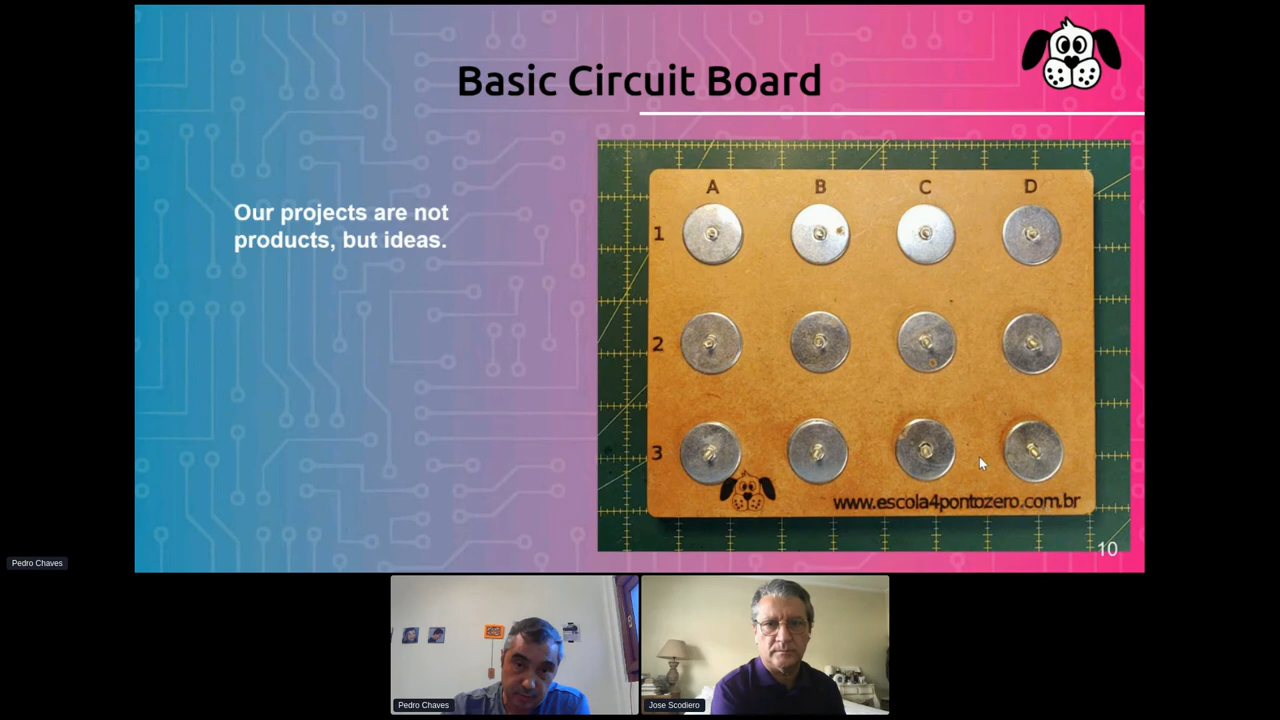 Basic Circuit Board
Our projects are not
products, but ideas.
A B C D
1
2
3
www.escola4pontozero.com.br
10
Pedro Chaves
Pedro Chaves
Jose Scodiero